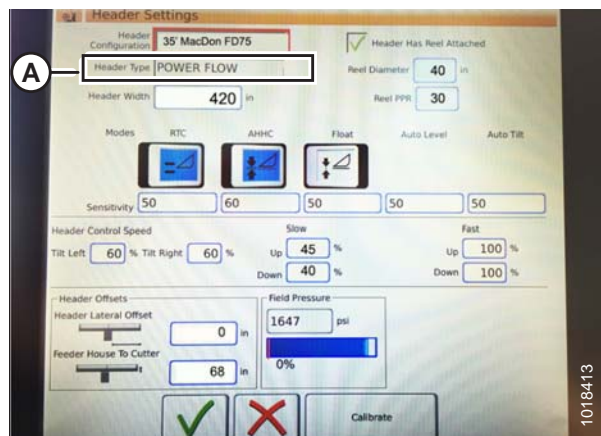 Header Settings
Header Configuration 35' MacDon FD75 Header Has Reel Attached
A Header Type POWER FLOW Reel Diameter 40 in
Header Width 420 in Reel PPR 30
Modes RTC AHHC Float Auto Level Auto Tilt
Sensitivity 50 60 50 50 50
Header Control Speed Slow Fast
Tilt Left 60 % Tilt Right 60 % Up 45 % Up 100 %
Down 40 % Down 100 %
Header Offsets Field Pressure
Header Lateral Offset 0 in 1647 psi
Feeder House To Cutter 68 in 0%
Calibrate
1018413